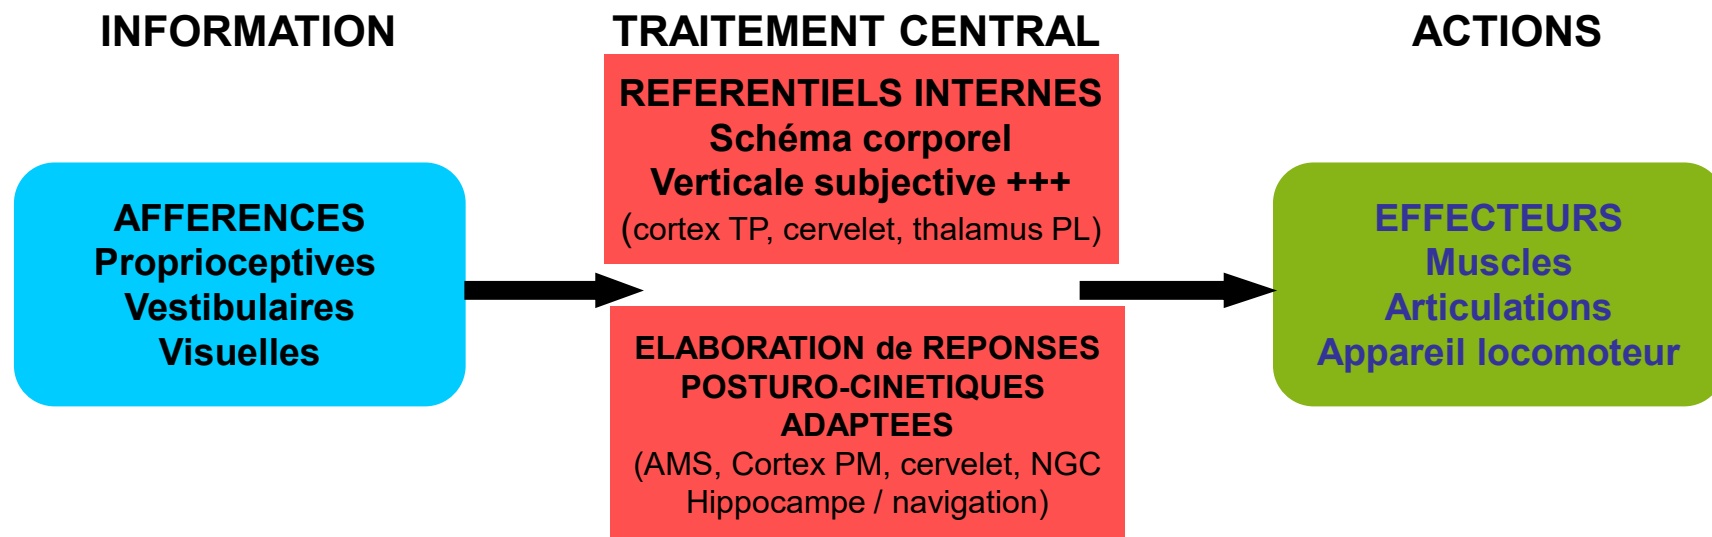 INFORMATION
TRAITEMENT CENTRAL
ACTIONS
AFFERENCES
Proprioceptives
Vestibulaires
Visuelles
REFERENTIELS INTERNES
Schéma corporel
Verticale subjective +++
(cortex TP, cervelet, thalamus PL)
ELABORATION de REPONSES
POSTURO-CINETIQUES
ADAPTEES
(AMS, Cortex PM, cervelet, NGC
Hippocampe / navigation)
EFFECTEURS
Muscles
Articulations
Appareil locomoteur